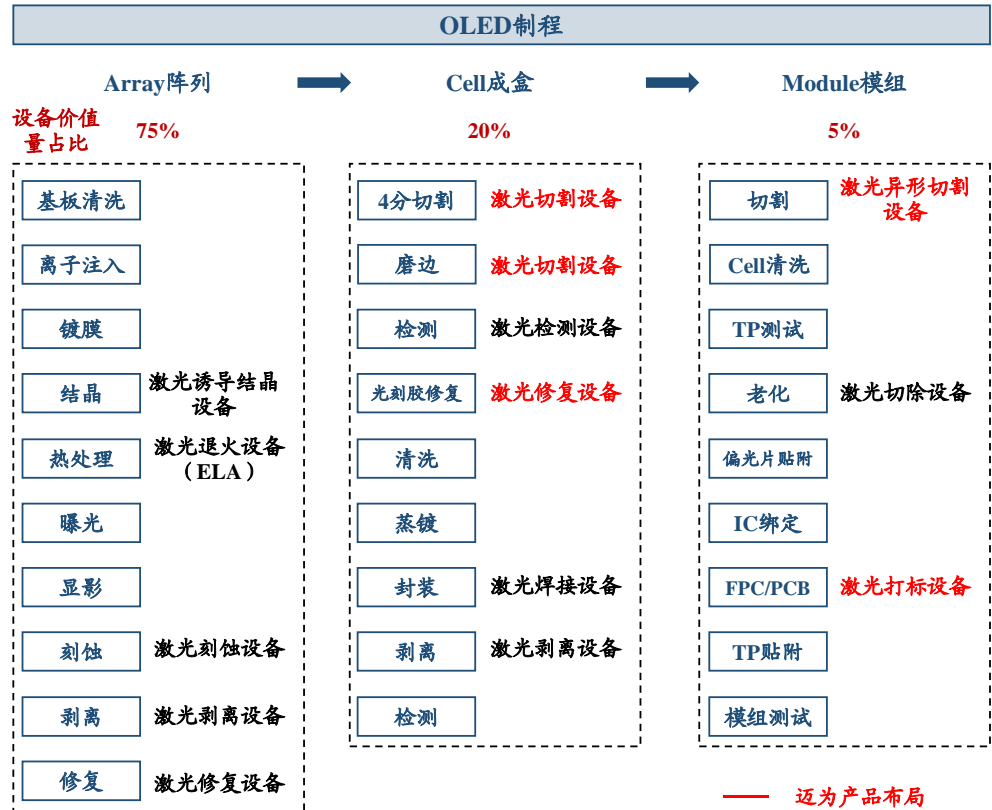 OLED制程
Array阵列
Cell成盒
Module模组
设备价值
量占比
75%
20%
5%
基板清洗
离子注入
镀膜
结晶
激光诱导结晶
设备
热处理
激光退火设备
（ELA）
曝光
显影
刻蚀
激光刻蚀设备
剥离
激光剥离设备
修复
激光修复设备
4分切割
激光切割设备
磨边
激光切割设备
检测
激光检测设备
光刻胶修复
激光修复设备
清洗
蒸镀
封装
激光焊接设备
剥离
激光剥离设备
检测
切割
激光异形切割
设备
Cell清洗
TP测试
老化
激光切除设备
偏光片贴附
IC绑定
FPC/PCB
激光打标设备
TP贴附
模组测试
迈为产品布局